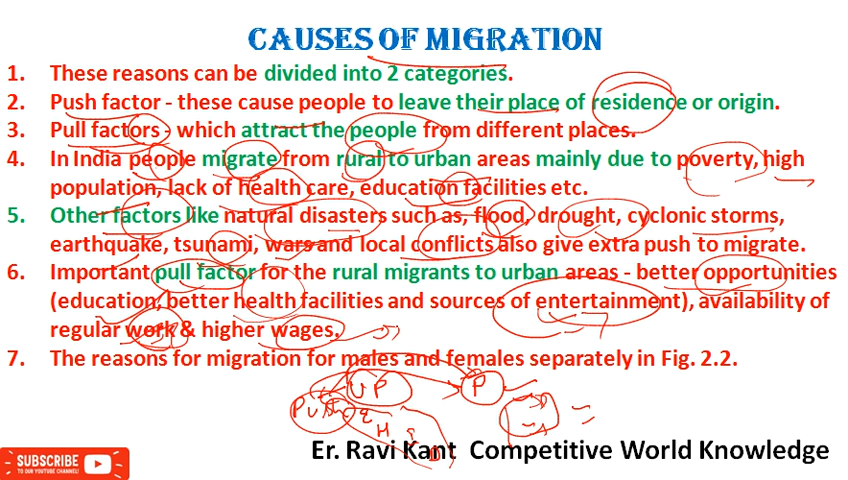 CAUSES OF MIGRATION
1. These reasons can be divided into 2 categories.
2. Push factor - these cause people to leave their place of residence or origin.
3. Pull factors - which attract the people from different places.
4. In India people migrate from rural to urban areas mainly due to poverty, high
population, lack of health care, education facilities etc.
5. Other factors like natural disasters such as, flood, drought, cyclonic storms,
earthquake, tsunami, wars and local conflicts also give extra push to migrate.
6. Important pull factor for the rural migrants to urban areas - better opportunities
(education, better health facilities and sources of entertainment), availability of
regular work & higher wages.
7. The reasons for migration for males and females separately in Fig. 2.2.
UP P
Push E
H
E
SUBSCRIBE
TO OUR YOUTUBE CHANNEL!
Er. Ravi Kant Competitive World Knowledge